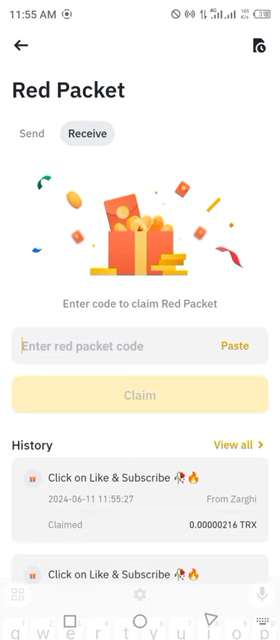 11:55 AM
4G
165
K/s
Red Packet
Send
Receive
Enter code to claim Red Packet
Enter red packet code
Paste
Claim
History
View all
Click on Like & Subscribe 🥀🔥
2024-06-11 11:55:27
From Zarghi
Claimed
0.00000216 TRX
Click on Like & Subscribe 🥀🔥
q w e r t y u i o p